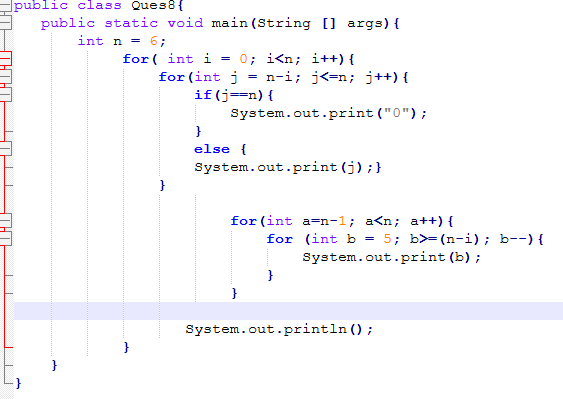 public class Ques8{
public static void main(String [] args){
int n = 6;
for( int i = 0; i<n; i++){
for(int j = n-i; j<=n; j++){
if(j==n){
System.out.print("0");
}
else {
System.out.print(j);}
}
for(int a=n-1; a<n; a++){
for (int b = 5; b>=(n-i); b--){
System.out.print(b);
}
}
System.out.println();
}
}
}